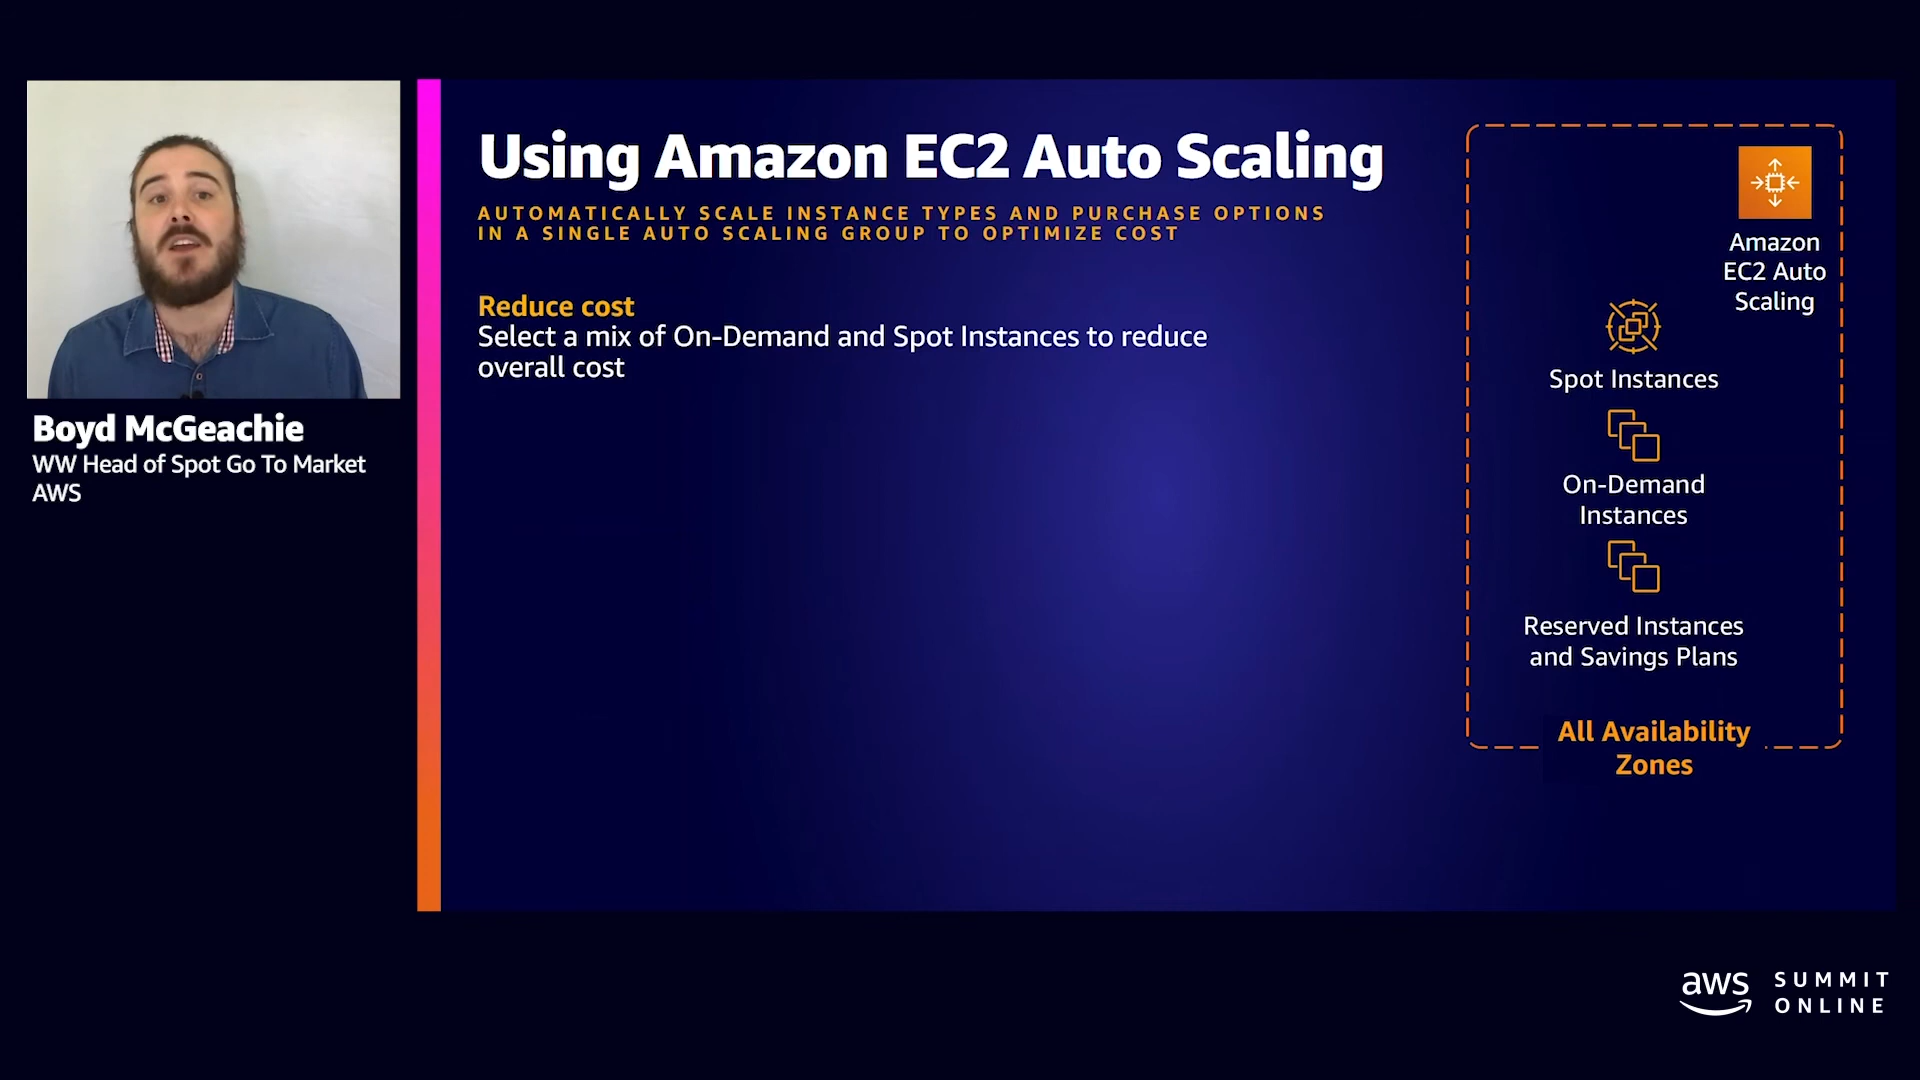 Boyd McGeachie
WW Head of Spot Go To Market
AWS
Using Amazon EC2 Auto Scaling
AUTOMATICALLY SCALE INSTANCE TYPES AND PURCHASE OPTIONS
IN A SINGLE AUTO SCALING GROUP TO OPTIMIZE COST
Reduce cost
Select a mix of On-Demand and Spot Instances to reduce
overall cost
Amazon
EC2 Auto
Scaling
Spot Instances
On-Demand
Instances
Reserved Instances
and Savings Plans
All Availability
Zones
aws
SUMMIT
ONLINE